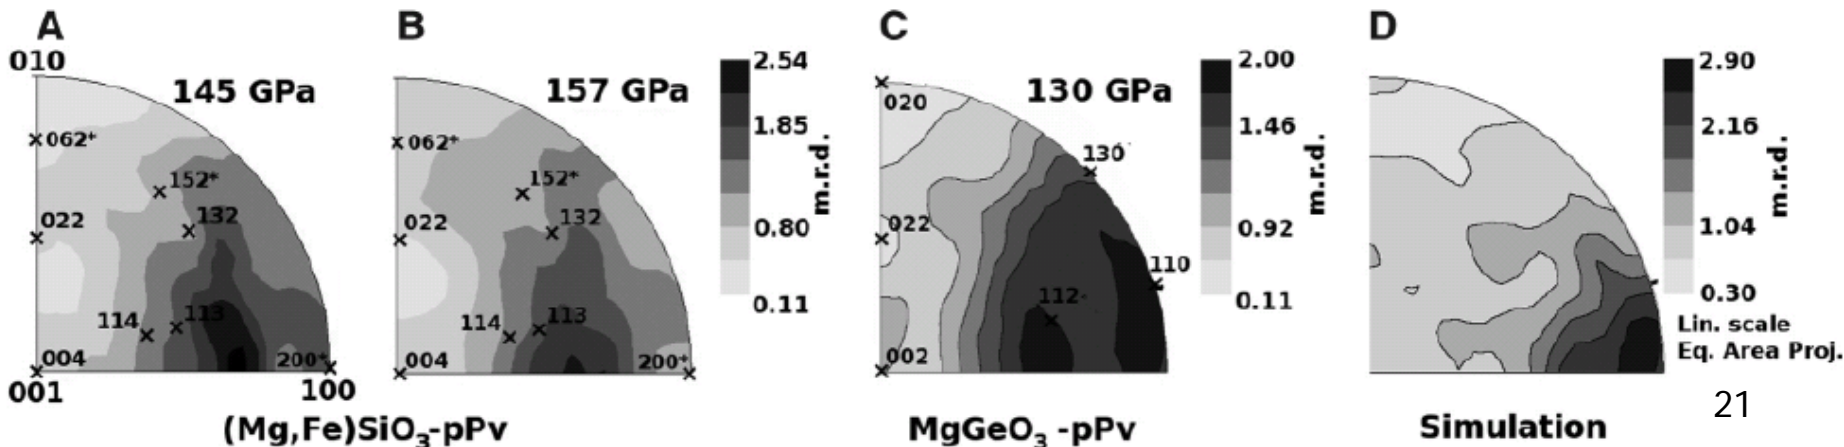 A
010
145 GPa
062*
152*
022
132
114
113
004
200*
001
100
B
157 GPa
062*
152*
022
132
114
113
004
200*
2.54
1.85
0.80
0.11
m.r.d.
(Mg,Fe)SiO₃-pPv
C
130 GPa
020
130
022
110
112
002
2.00
1.46
0.92
0.11
m.r.d.
MgGeO₃ -pPv
D
2.90
2.16
1.04
0.30
m.r.d.
Lin. scale
Eq. Area Proj.
21
Simulation